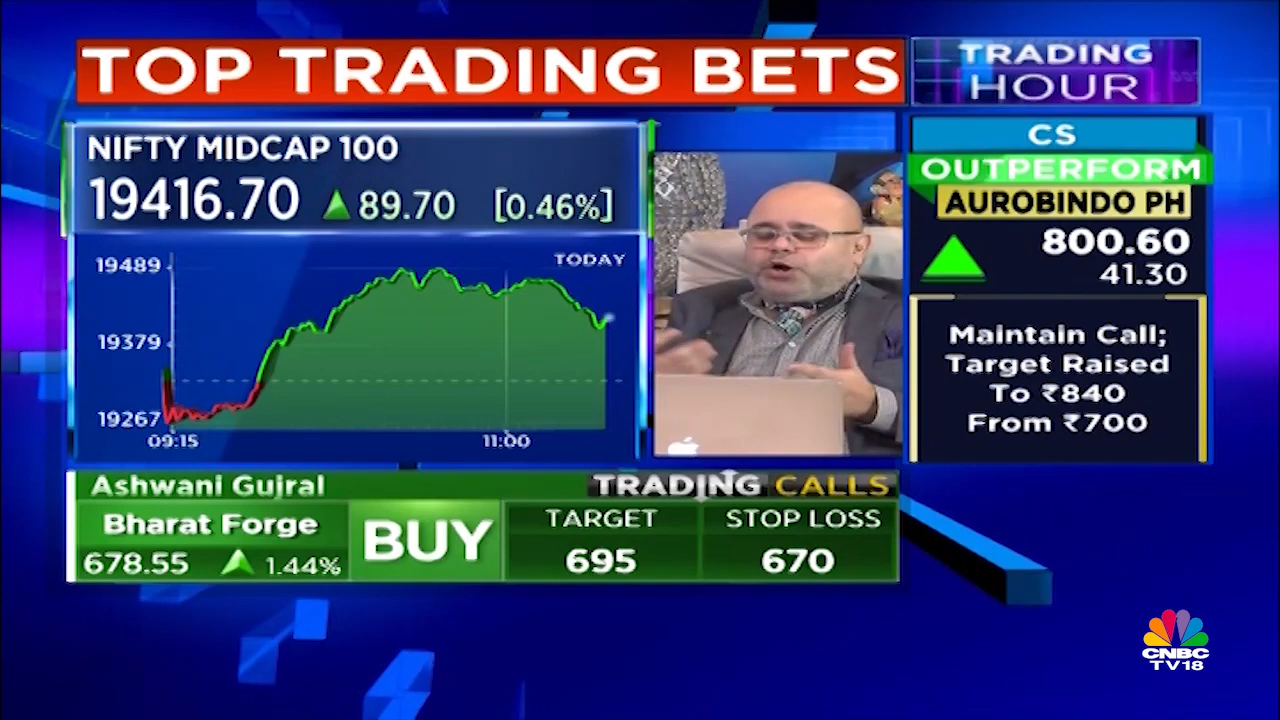 TOP TRADING BETS
TRADING
HOUR
NIFTY MIDCAP 100
19416.70 ▲ 89.70 [0.46%]
TODAY
19489
19379
19267
09:15 11:00
CS
OUTPERFORM
AUROBINDO PH
▲ 800.60
41.30
Maintain Call;
Target Raised
To ₹840
From ₹700
Ashwani Gujral
TRADING CALLS
Bharat Forge
678.55 ▲ 1.44%
BUY
TARGET
695
STOP LOSS
670
CNBC
TV18